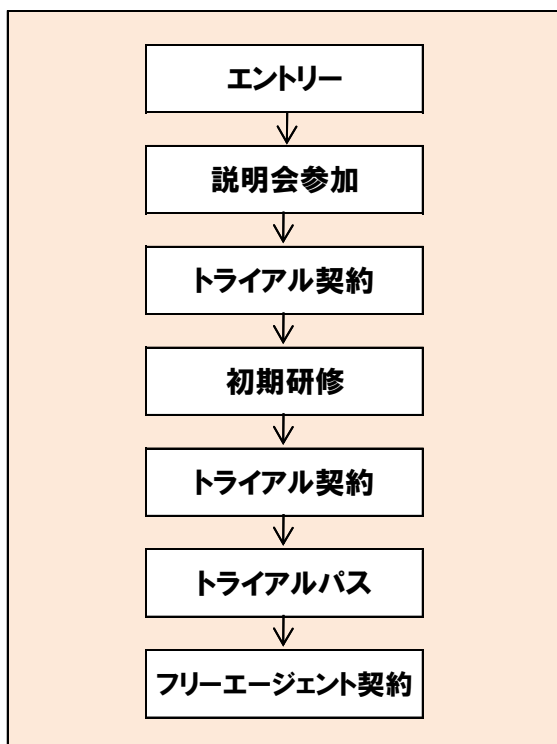 エントリー
説明会参加
トライアル契約
初期研修
トライアル契約
トライアルパス
フリーエージェント契約